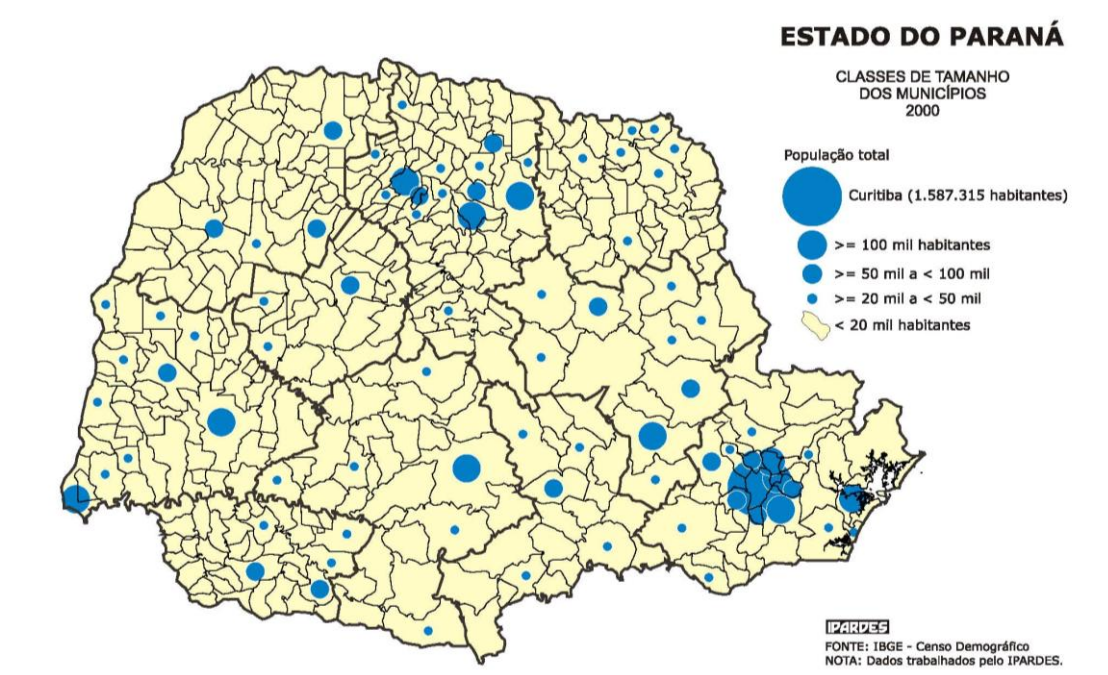 ESTADO DO PARANÁ
CLASSES DE TAMANHO
DOS MUNICÍPIOS
2000
População total
Curitiba (1.587.315 habitantes)
>= 100 mil habitantes
>= 50 mil a < 100 mil
>= 20 mil a < 50 mil
< 20 mil habitantes
IPARDES
FONTE: IBGE - Censo Demográfico
NOTA: Dados trabalhados pelo IPARDES.